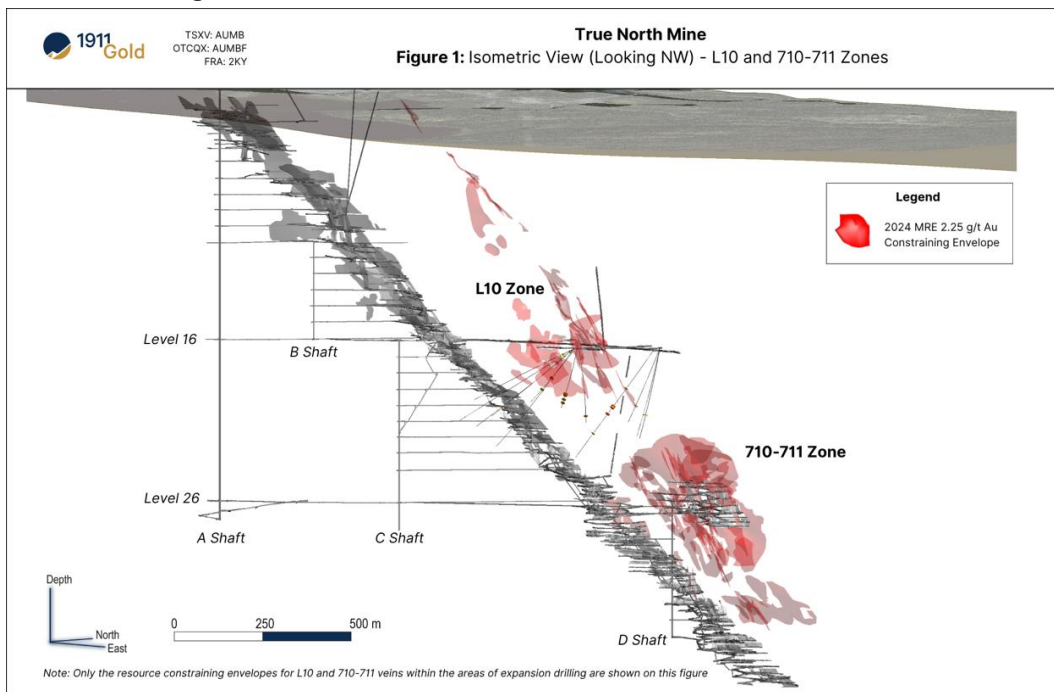 1911
Gold
TSXV: AUMB
OTCQX: AUMBF
FRA: 2KY
True North Mine
Figure 1: Isometric View (Looking NW) - L10 and 710-711 Zones
Legend
2024 MRE 2.25 g/t Au
Constraining Envelope
L10 Zone
Level 16
B Shaft
710-711 Zone
Level 26
A Shaft
C Shaft
Depth
North
East
0
250
500 m
D Shaft
Note: Only the resource constraining envelopes for L10 and 710-711 veins within the areas of expansion drilling are shown on this figure